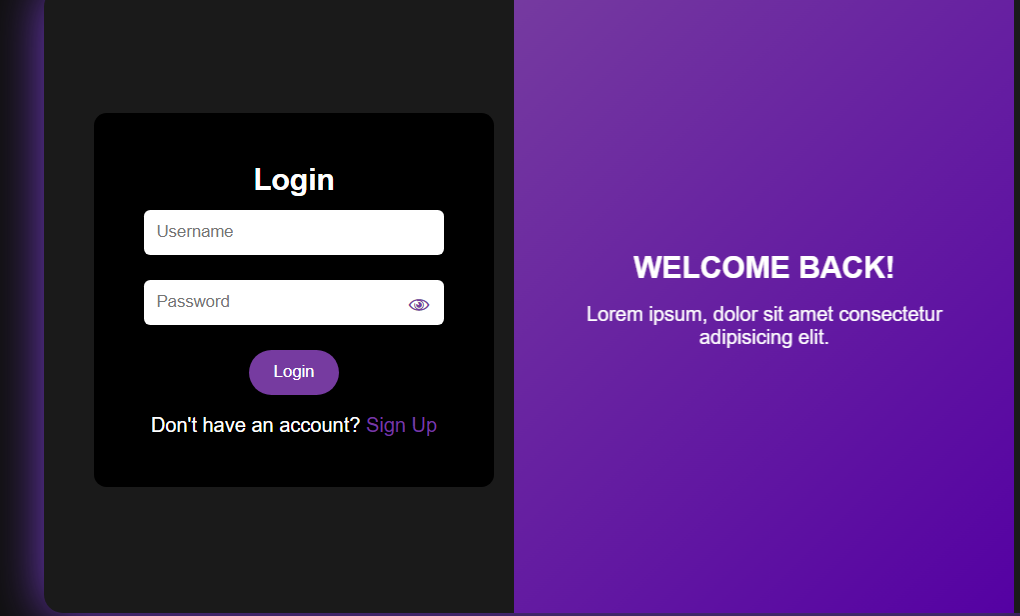 Login
Username
Password
Login
Don't have an account? Sign Up
WELCOME BACK!
Lorem ipsum, dolor sit amet consectetur
adipisicing elit.